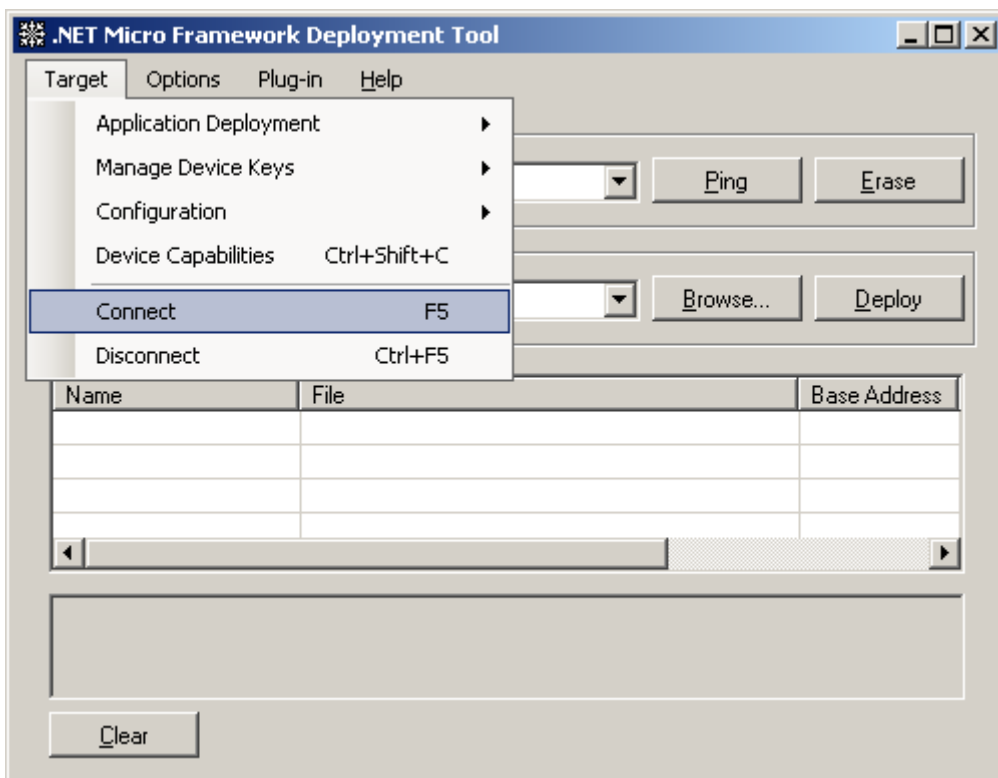 .NET Micro Framework Deployment Tool
Target Options Plug-in Help
Application Deployment
Manage Device Keys
Configuration
Device Capabilities Ctrl+Shift+C
Connect F5
Disconnect Ctrl+F5
Ping Erase
Browse... Deploy
Name File Base Address
Clear